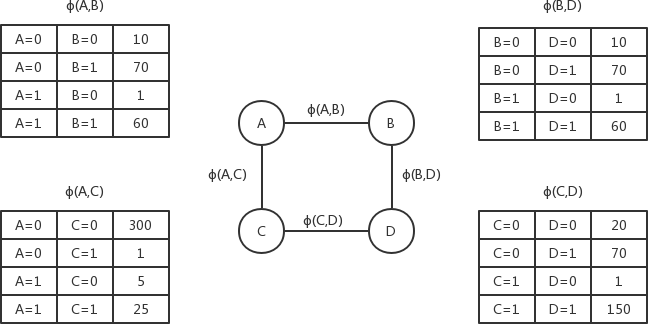 ϕ(A,B)
A=0 B=0 10
A=0 B=1 70
A=1 B=0 1
A=1 B=1 60
ϕ(B,D)
B=0 D=0 10
B=0 D=1 70
B=1 D=0 1
B=1 D=1 60
A ϕ(A,B) B
ϕ(A,C) ϕ(B,D)
C ϕ(C,D) D
ϕ(A,C)
A=0 C=0 300
A=0 C=1 1
A=1 C=0 5
A=1 C=1 25
ϕ(C,D)
C=0 D=0 20
C=0 D=1 70
C=1 D=0 1
C=1 D=1 150